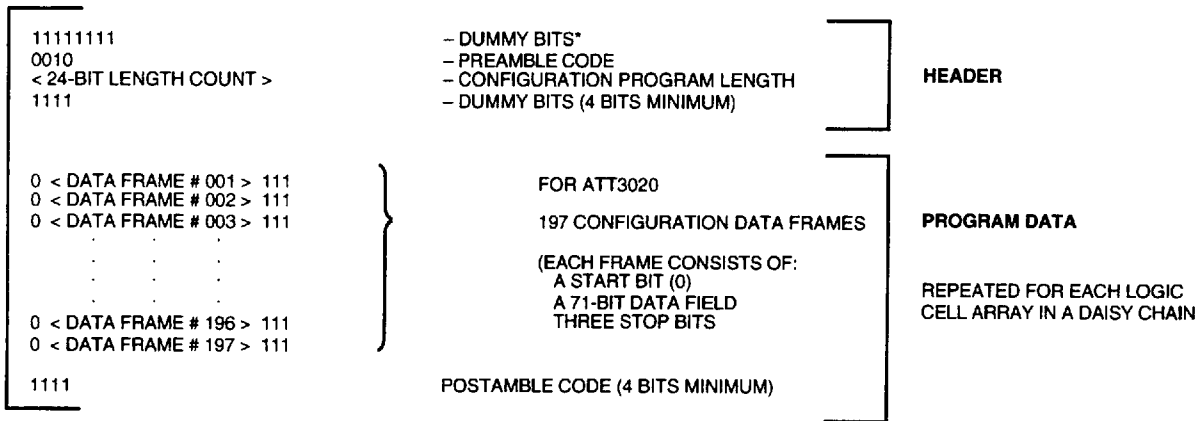 11111111 – DUMMY BITS*
0010 – PREAMBLE CODE
< 24-BIT LENGTH COUNT > – CONFIGURATION PROGRAM LENGTH
1111 – DUMMY BITS (4 BITS MINIMUM)
HEADER
0 < DATA FRAME # 001 > 111
0 < DATA FRAME # 002 > 111
0 < DATA FRAME # 003 > 111
. . .
. . .
. . .
. . .
0 < DATA FRAME # 196 > 111
0 < DATA FRAME # 197 > 111
FOR ATT3020
197 CONFIGURATION DATA FRAMES
(EACH FRAME CONSISTS OF:
A START BIT (0)
A 71-BIT DATA FIELD
THREE STOP BITS
PROGRAM DATA
REPEATED FOR EACH LOGIC
CELL ARRAY IN A DAISY CHAIN
1111 POSTAMBLE CODE (4 BITS MINIMUM)